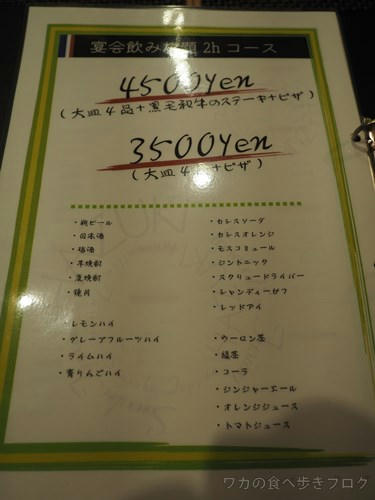 宴会飲み放題 2h コース
4500yen
(大皿4品+黒毛和牛のステーキ+ピザ)
3500yen
(大皿4品+ピザ)
・瓶ビール
・日本酒
・梅酒
・芋焼酎
・麦焼酎
・鏡月
・レモンハイ
・グレープフルーツハイ
・ライムハイ
・青りんごハイ
・カシスソーダ
・カシスオレンジ
・モスコミュール
・ジントニック
・スクリュードライバー
・シャンディーガフ
・レッドアイ
・ウーロン茶
・緑茶
・コーラ
・ジンジャーエール
・オレンジジュース
・トマトジュース
ワカの食べ歩きブログ